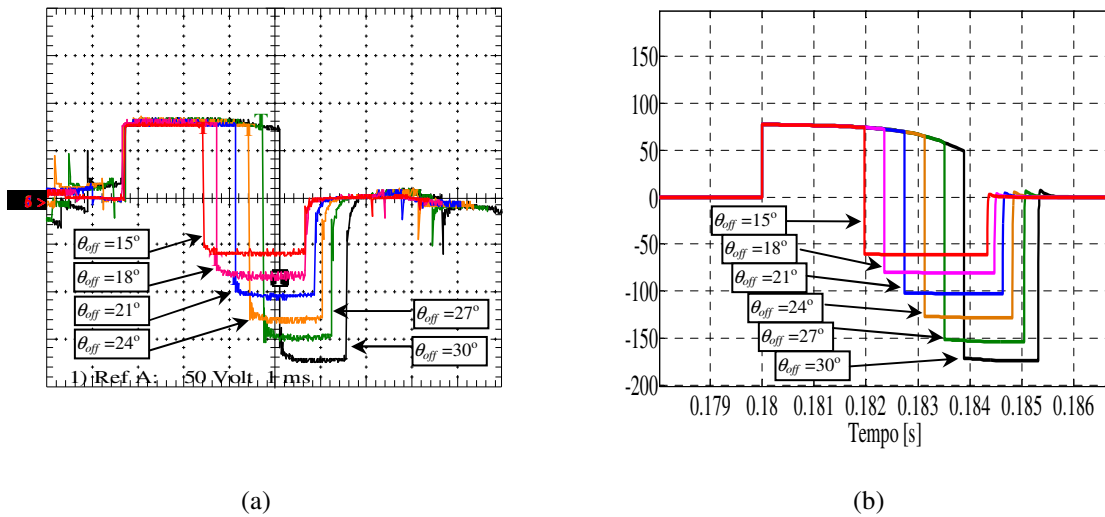 θoff =15º
θoff =18º
θoff =21º
θoff =24º
θoff =27º
θoff =30º
1) Ref A: 50 Volt 1 ms
(a)
150
100
50
0
-50
-100
-150
-200
θoff =15º
θoff =18º
θoff =21º
θoff =24º
θoff =27º
θoff =30º
0.179 0.18 0.181 0.182 0.183 0.184 0.185 0.186
Tempo [s]
(b)